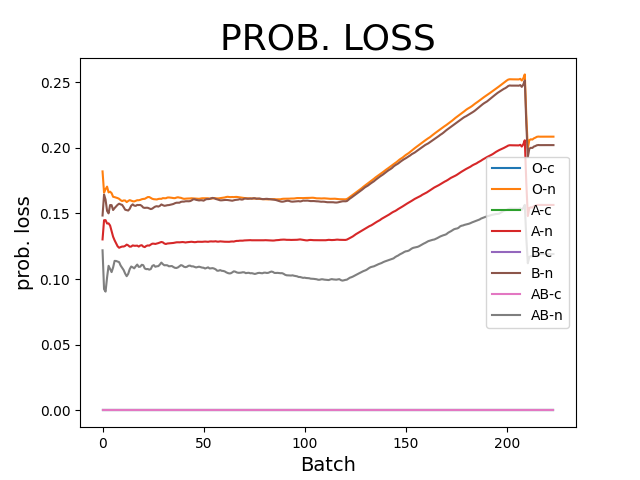 PROB. LOSS
prob. loss
0.25
0.20
0.15
0.10
0.05
0.00
O-c
O-n
A-c
A-n
B-c
B-n
AB-c
AB-n
0
50
100
150
200
Batch